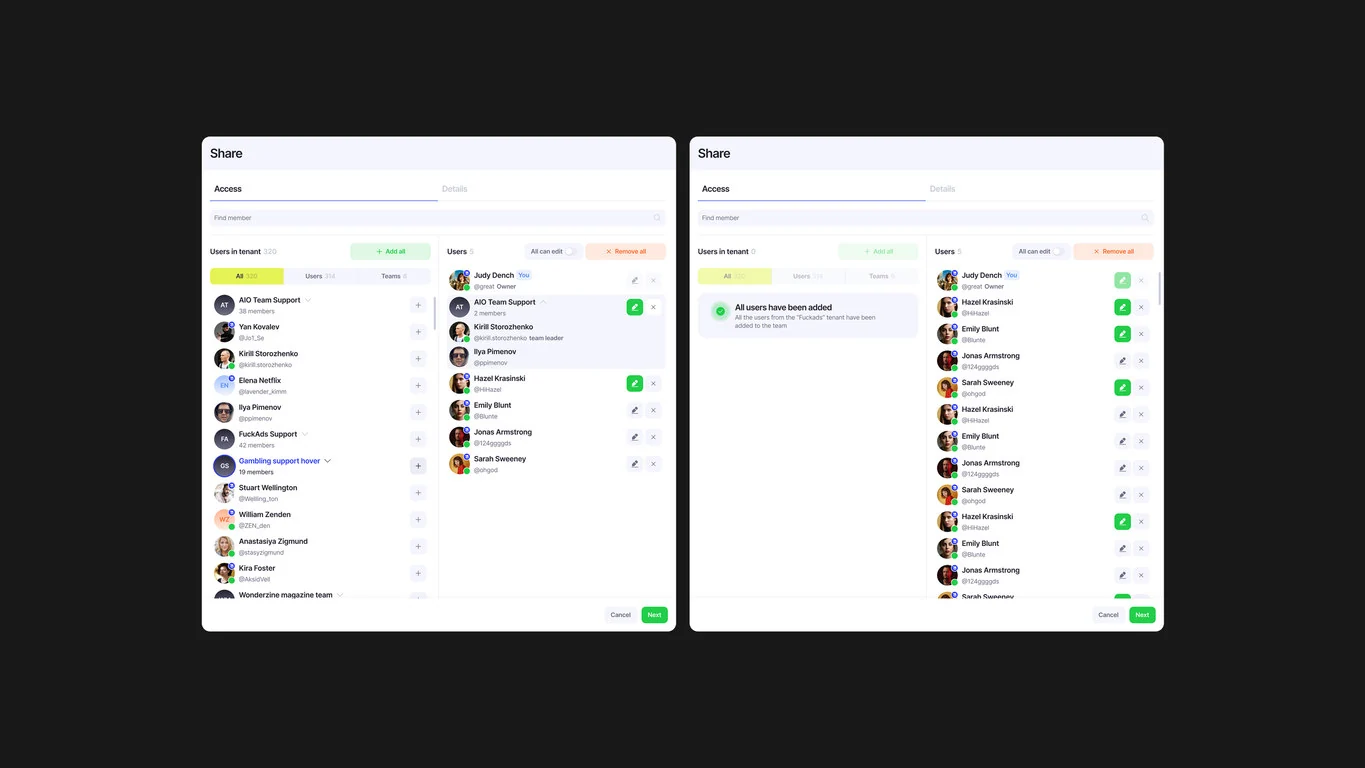 Share
Access
Details
Find member
Users in tenant 320
Add all
All 320
Users 314
Teams 6
AT
AIO Team Support
38 members
Yan Kovalev
@Jo1_Se
Kirill Storozhenko
@kirill.storozhenko
EN
Elena Netflix
@lavender_kimm
Ilya Pimenov
@ppimenov
FA
FuckAds Support
42 members
GS
Gambling support hover
19 members
Stuart Wellington
@Welling_ton
WZ
William Zenden
@ZEN_den
Anastasiya Zigmund
@stasyzigmund
Kira Foster
@AksidVell
Wonderzine magazine team
Users 5
All can edit
Remove all
Judy Dench You
@great Owner
AT
AIO Team Support
2 members
Kirill Storozhenko
@kirill.storozhenko team leader
Ilya Pimenov
@ppimenov
Hazel Krasinski
@HiHazel
Emily Blunt
@Blunte
Jonas Armstrong
@124ggggds
Sarah Sweeney
@ohgod
Cancel
Next
Share
Access
Details
Find member
Users in tenant 0
Add all
All 320
Users 314
Teams 6
All users have been added
All the users from the "Fuckads" tenant have been
added to the team
Users 5
All can edit
Remove all
Judy Dench You
@great Owner
Hazel Krasinski
@HiHazel
Emily Blunt
@Blunte
Jonas Armstrong
@124ggggds
Sarah Sweeney
@ohgod
Hazel Krasinski
@HiHazel
Emily Blunt
@Blunte
Jonas Armstrong
@124ggggds
Sarah Sweeney
@ohgod
Hazel Krasinski
@HiHazel
Emily Blunt
@Blunte
Jonas Armstrong
@124ggggds
Sarah Sweeney
Cancel
Next